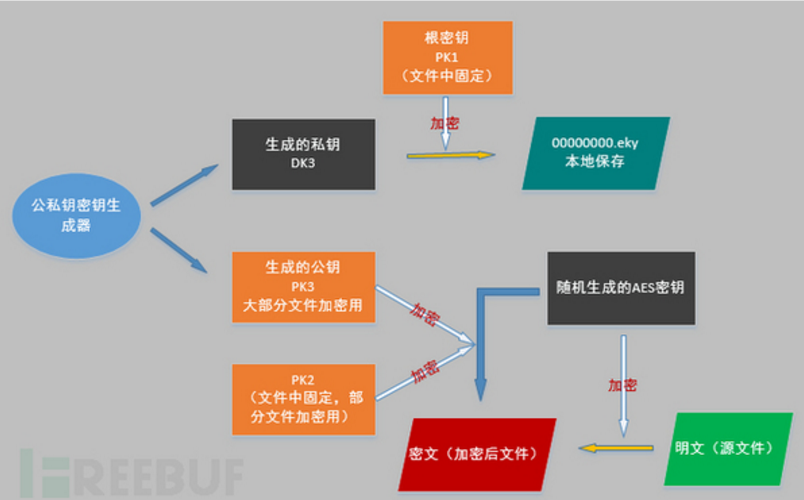 根密钥
PK1
（文件中固定）
加密
生成的私钥
DK3
00000000.eky
本地保存
公私钥密钥生
成器
生成的公钥
PK3
大部分文件加密用
加密
随机生成的AES密钥
PK2
（文件中固定，部
分文件加密用）
加密
加密
密文（加密后文件）
明文（源文件）
FREEBUF